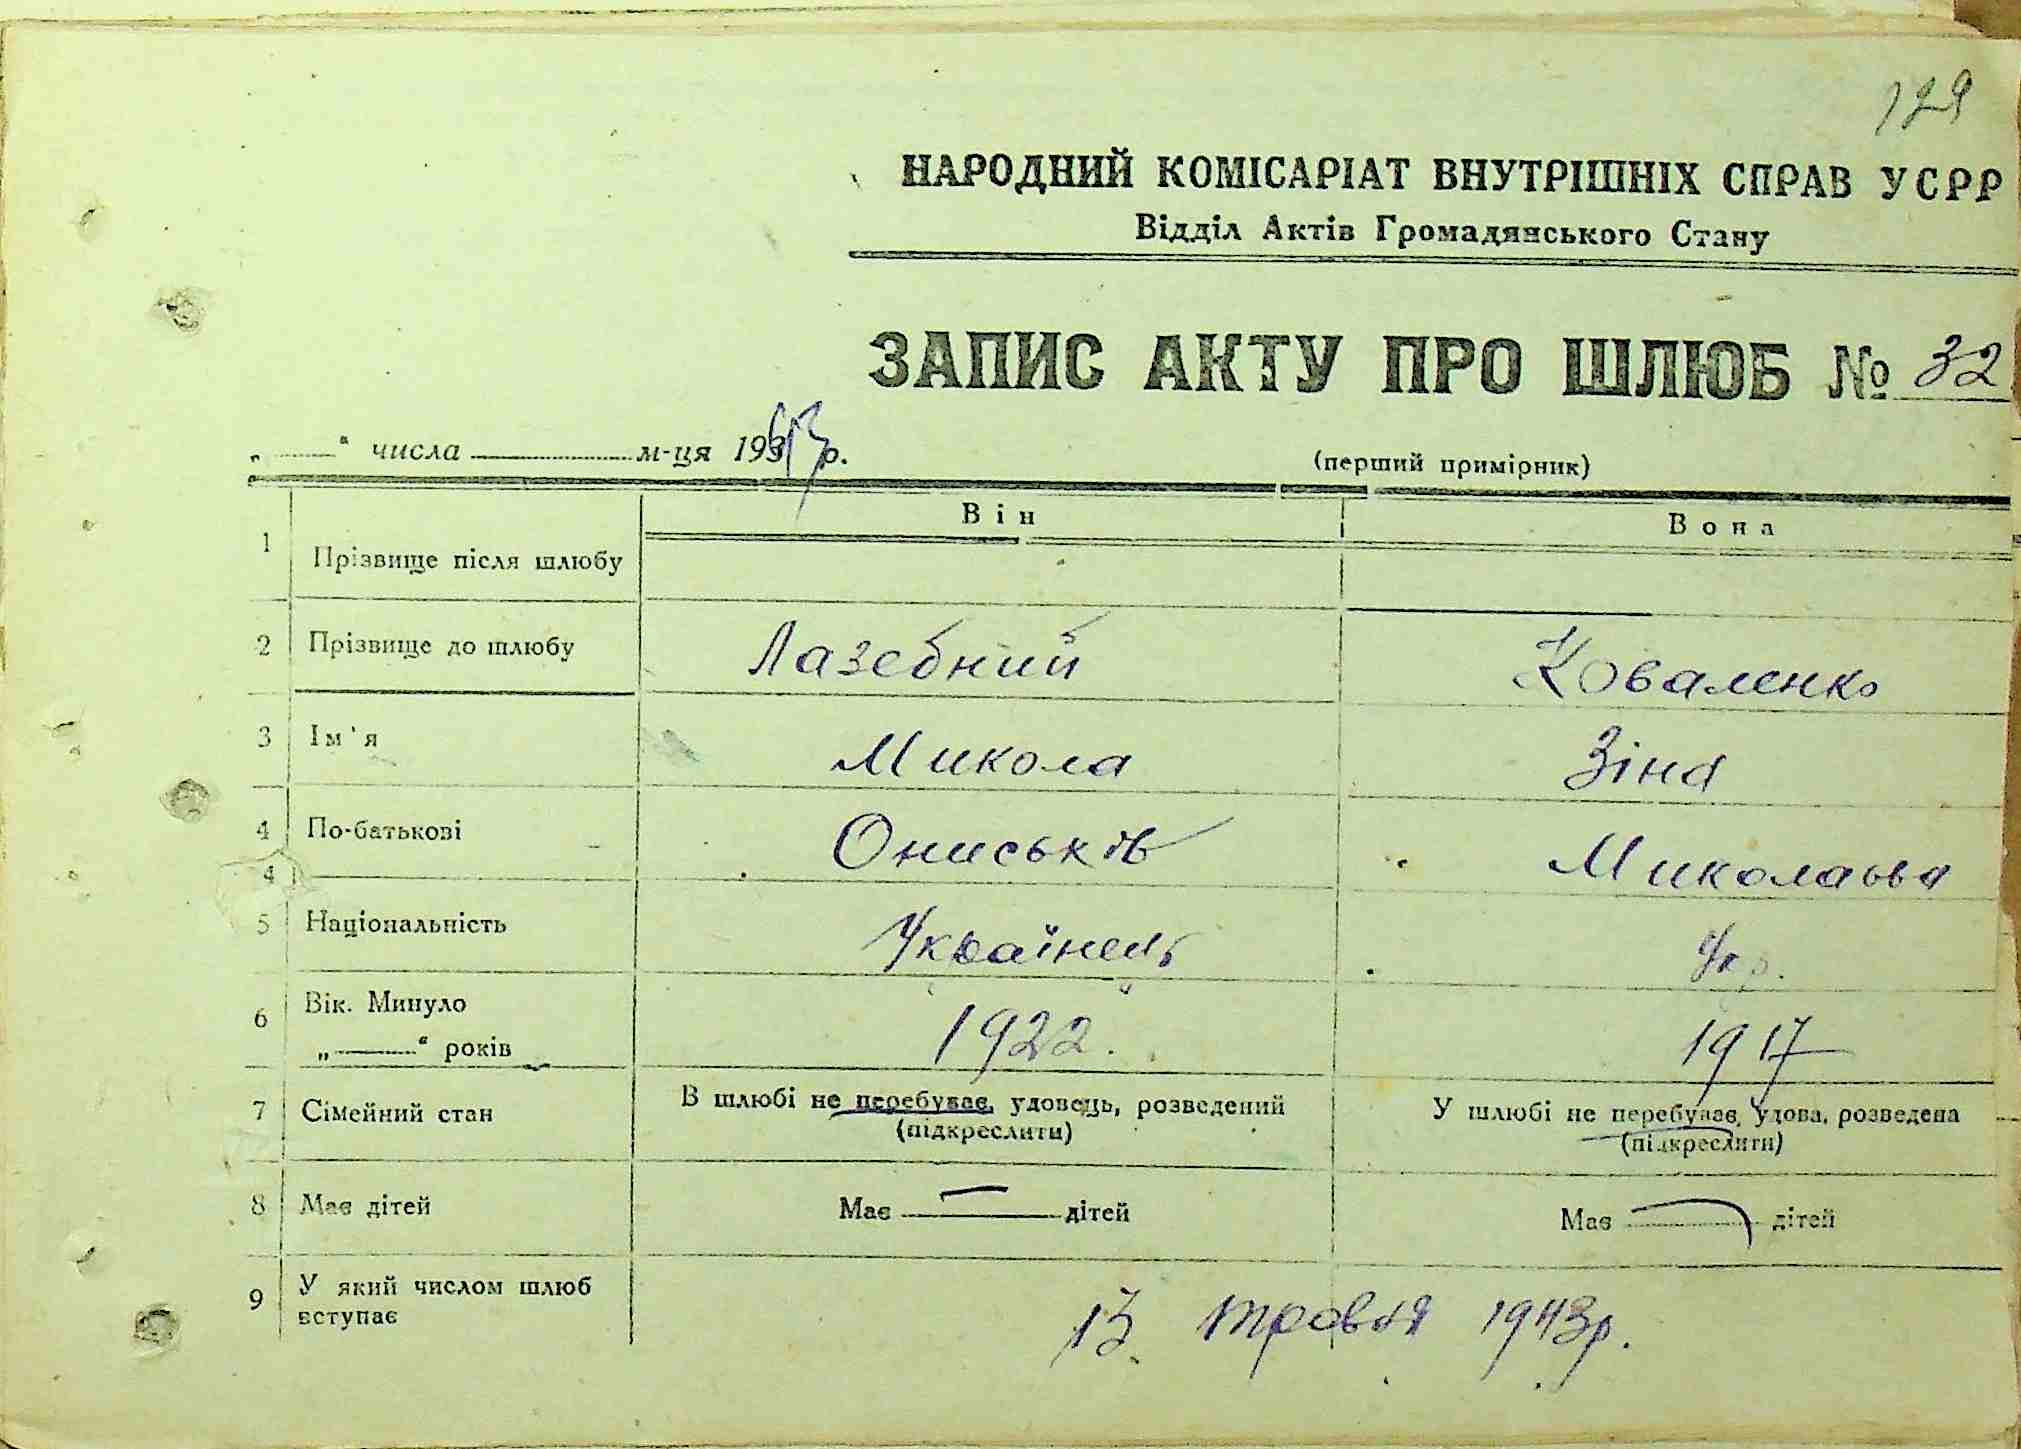 129
НАРОДНИЙ КОМІСАРІАТ ВНУТРІШНІХ СПРАВ УСРР
Відділ Актів Громадянського Стану
ЗАПИС АКТУ ПРО ШЛЮБ № 32
„ “ числа м-ця 1943р.
(перший примірник)
Він Вона
1 Прізвище після шлюбу
2 Прізвище до шлюбу Лазебний Коваленко
3 Ім'я Микола Зіна
4 По-батькові Ониськів Миколаєва
4
5 Національність Українець Укр.
6 Вік. Минуло
„ “ років 1922. 1917
7 Сімейний стан В шлюбі не перебуває, удовець, розведений У шлюбі не перебуває, удова, розведена
(підкреслити) (підкреслити)
8 Має дітей Має — дітей Має — дітей
9 У який числом шлюб
вступає
13 травня 1943р.